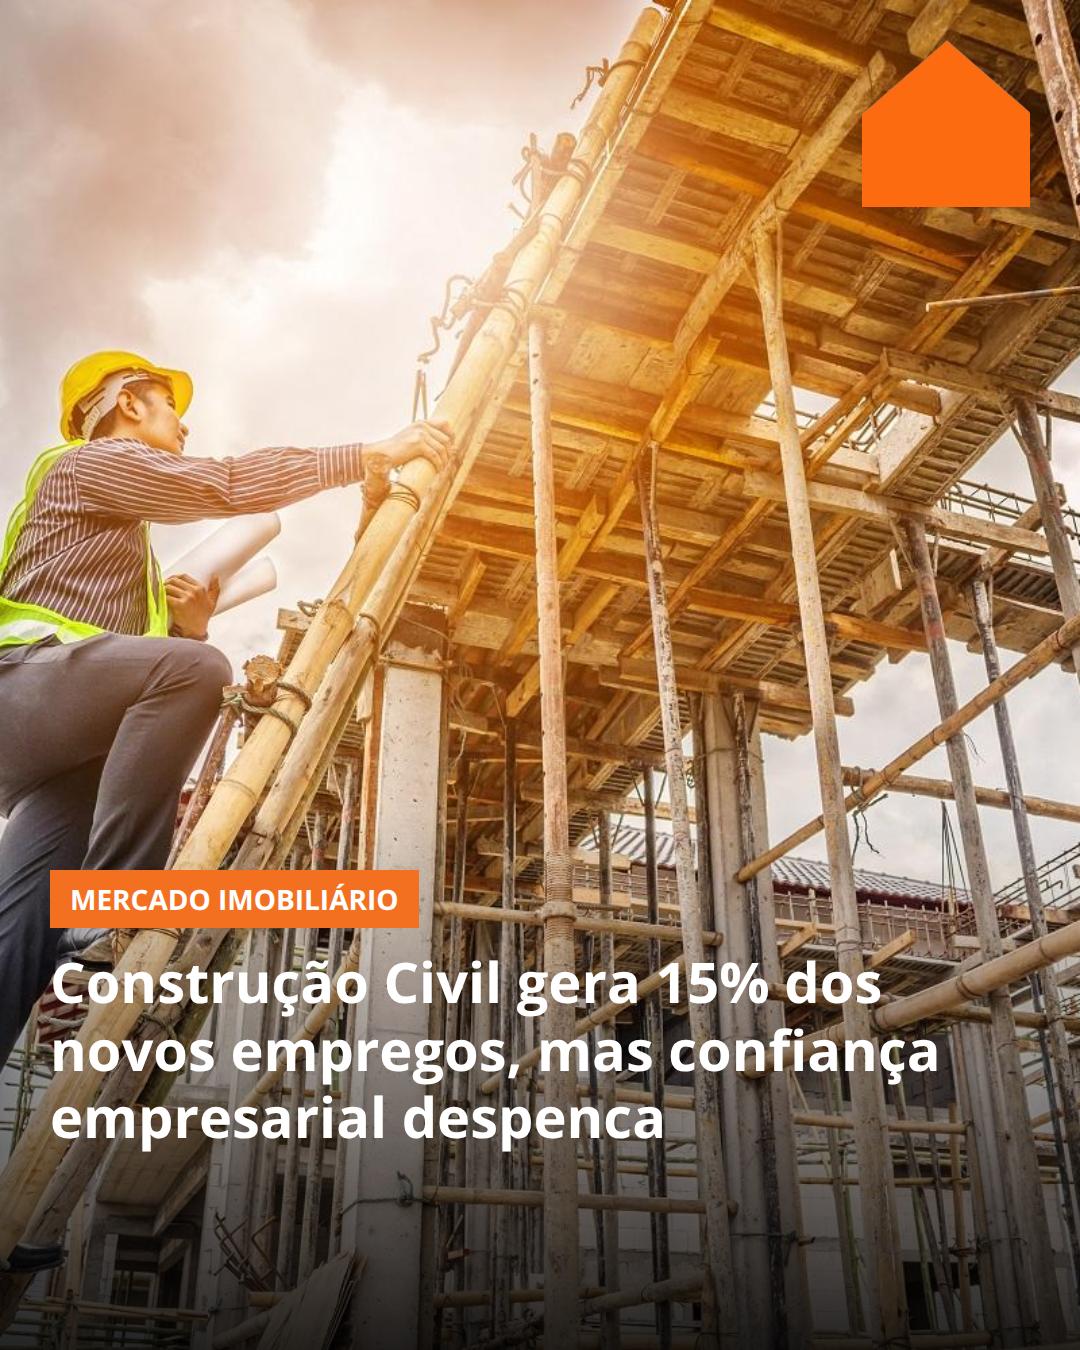 MERCADO IMOBILIÁRIO
Construção Civil gera 15% dos
novos empregos, mas confiança
empresarial despenca